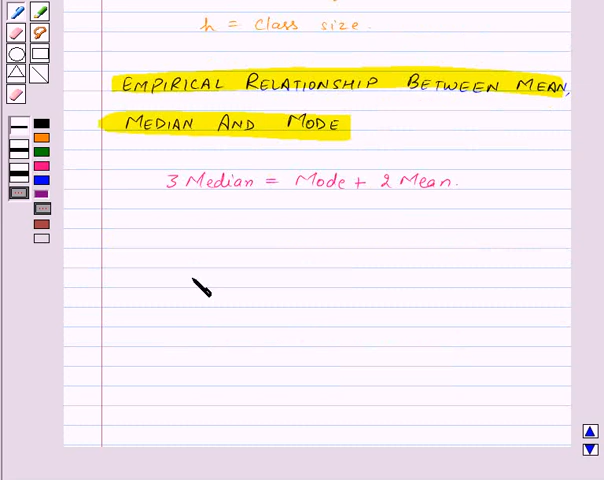 h = class size.
EMPIRICAL RELATIONSHIP BETWEEN MEAN,
MEDIAN AND MODE
3 Median = Mode + 2 Mean.